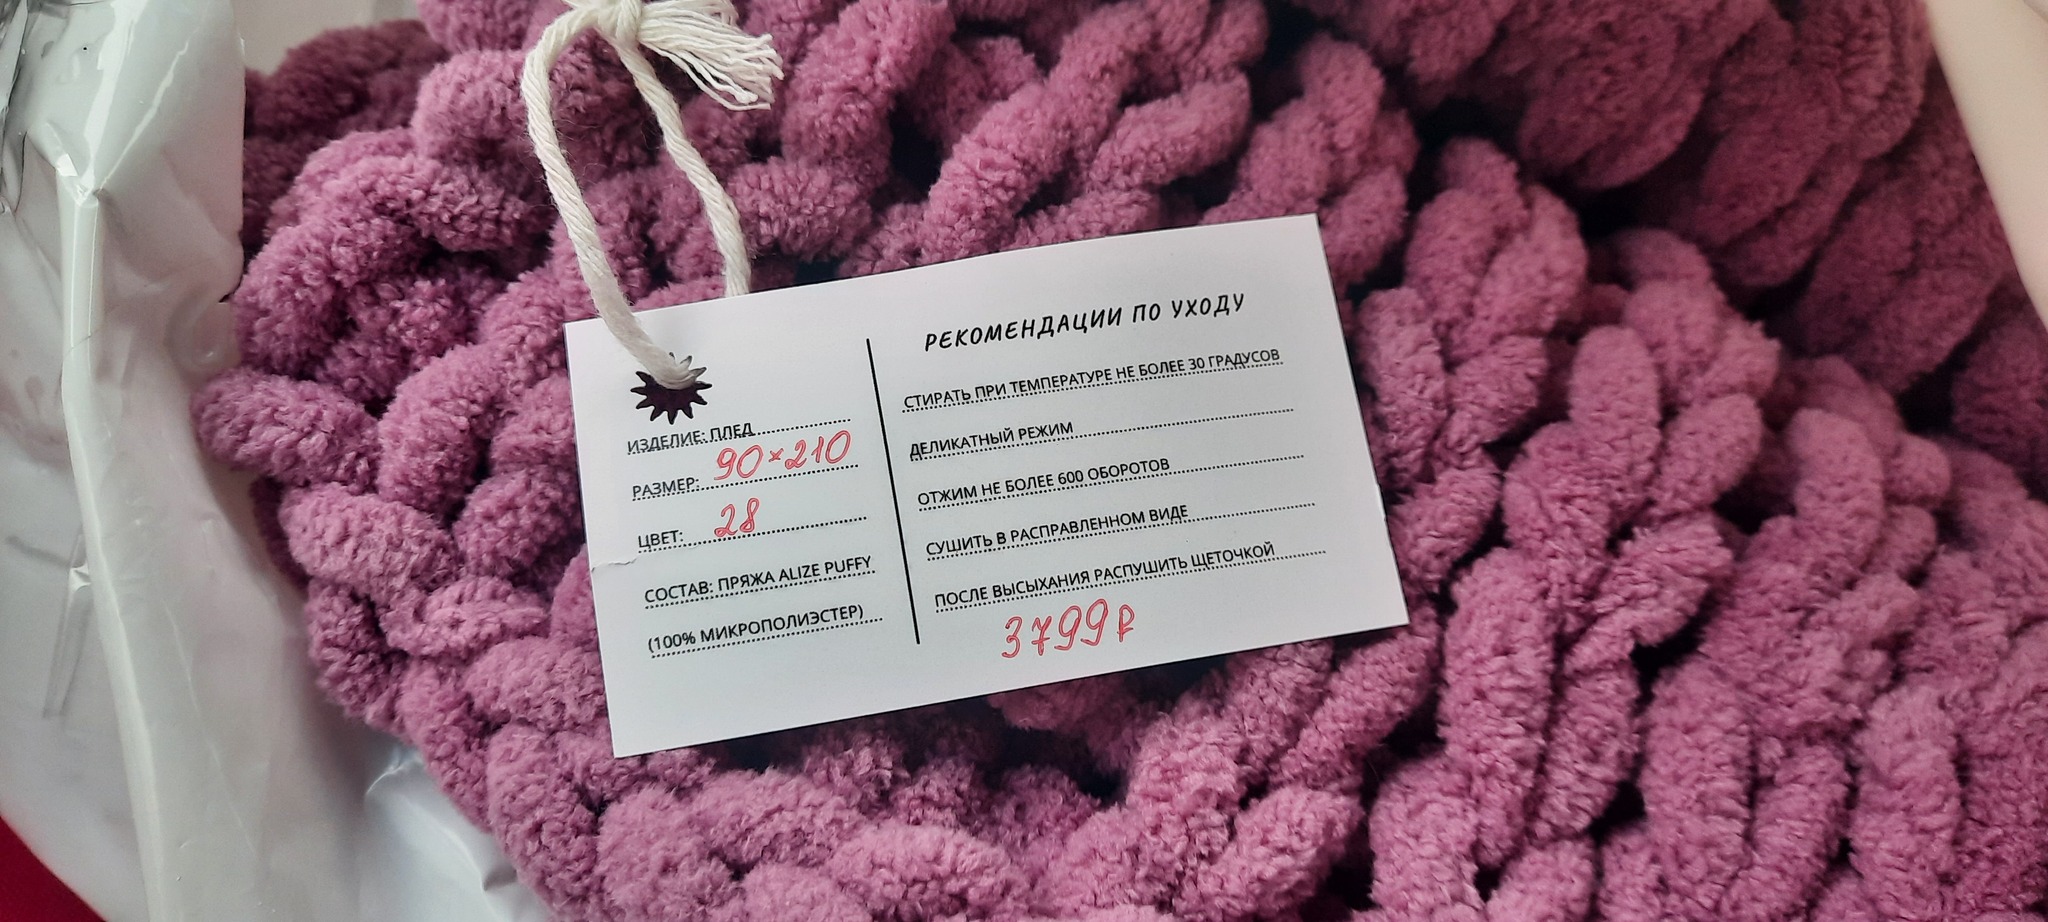 ИЗДЕЛИЕ: ПЛЕД
РАЗМЕР: 90×210
ЦВЕТ: 28
СОСТАВ: ПРЯЖА ALIZE PUFFY
(100% МИКРОПОЛИЭСТЕР)
РЕКОМЕНДАЦИИ ПО УХОДУ
СТИРАТЬ ПРИ ТЕМПЕРАТУРЕ НЕ БОЛЕЕ 30 ГРАДУСОВ
ДЕЛИКАТНЫЙ РЕЖИМ
ОТЖИМ НЕ БОЛЕЕ 600 ОБОРОТОВ
СУШИТЬ В РАСПРАВЛЕННОМ ВИДЕ
ПОСЛЕ ВЫСЫХАНИЯ РАСПУШИТЬ ЩЕТОЧКОЙ
3799₽